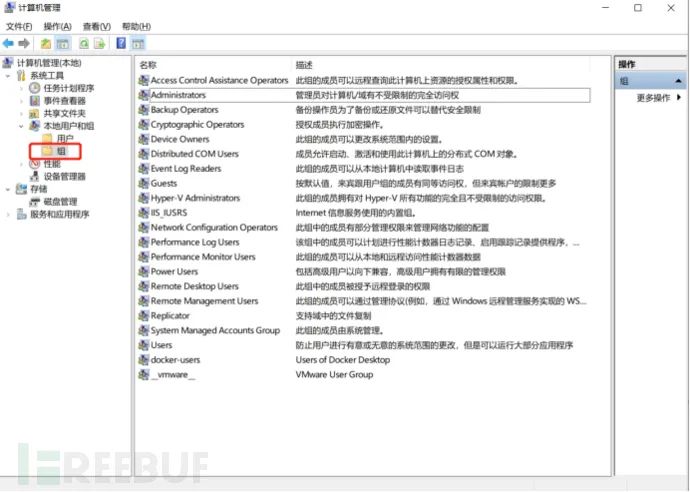 计算机管理
文件(F) 操作(A) 查看(V) 帮助(H)
计算机管理(本地)
系统工具
任务计划程序
事件查看器
共享文件夹
本地用户和组
用户
组
性能
设备管理器
存储
磁盘管理
服务和应用程序
名称 描述
Access Control Assistance Operators 此组的成员可以远程查询此计算机上资源的授权属性和权限。
Administrators 管理员对计算机/域有不受限制的完全访问权
Backup Operators 备份操作员为了备份或还原文件可以替代安全限制
Cryptographic Operators 授权成员执行加密操作。
Device Owners 此组的成员可以更改系统范围内的设置。
Distributed COM Users 成员允许启动、激活和使用此计算机上的分布式 COM 对象。
Event Log Readers 此组的成员可以从本地计算机中读取事件日志
Guests 按默认值，来宾跟用户组的成员有同等访问权，但来宾帐户的限制更多
Hyper-V Administrators 此组的成员拥有对 Hyper-V 所有功能的完全且不受限制的访问权限。
IIS_IUSRS Internet 信息服务使用的内置组。
Network Configuration Operators 此组中的成员有部分管理权限来管理网络功能的配置
Performance Log Users 该组中的成员可以计划进行性能计数器日志记录、启用跟踪记录提供程序，...
Performance Monitor Users 此组的成员可以从本地和远程访问性能计数器数据
Power Users 包括高级用户以向下兼容，高级用户拥有有限的管理权限
Remote Desktop Users 此组中的成员被授予远程登录的权限
Remote Management Users 此组的成员可以通过管理协议(例如，通过 Windows 远程管理服务实现的 WS...
Replicator 支持域中的文件复制
System Managed Accounts Group 此组的成员由系统管理。
Users 防止用户进行有意或无意的系统范围的更改，但是可以运行大部分应用程序
docker-users Users of Docker Desktop
__vmware__ VMware User Group
操作
组
更多操作
FREEBUF